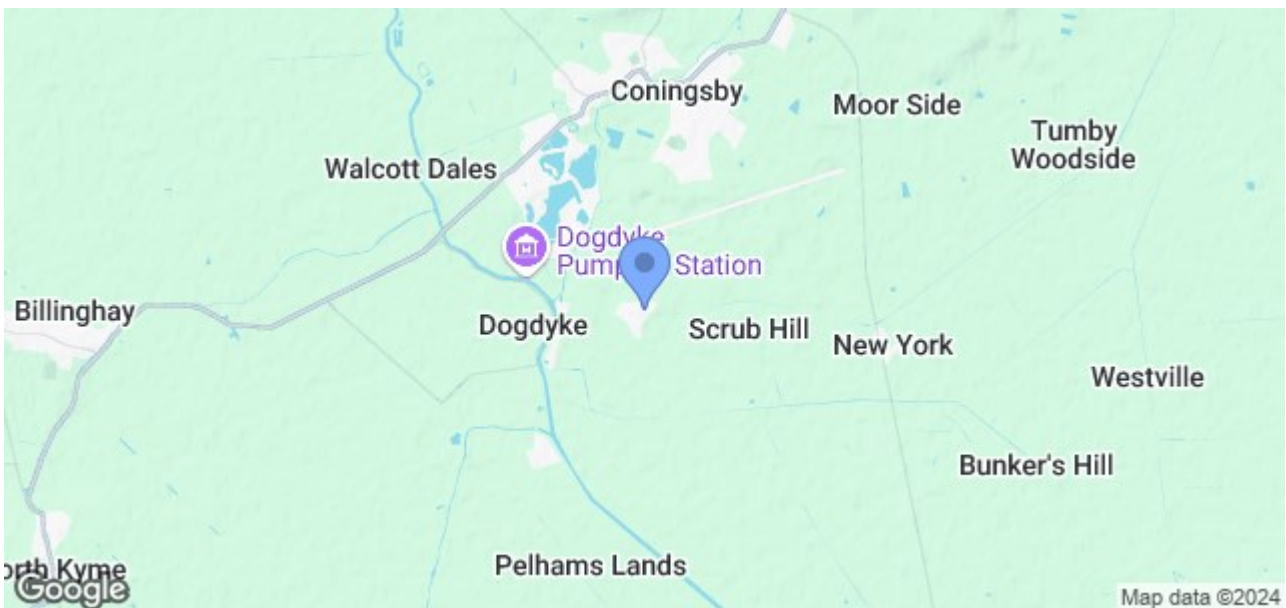 Coningsby
Moor Side
Tumby
Woodside
Walcott Dales
Dogdyke
Station
Billinghay
Dogdyke
Scrub Hill
New York
Westville
Bunker's Hill
Pelhams Lands
Kyme
Google
Map data ©2024